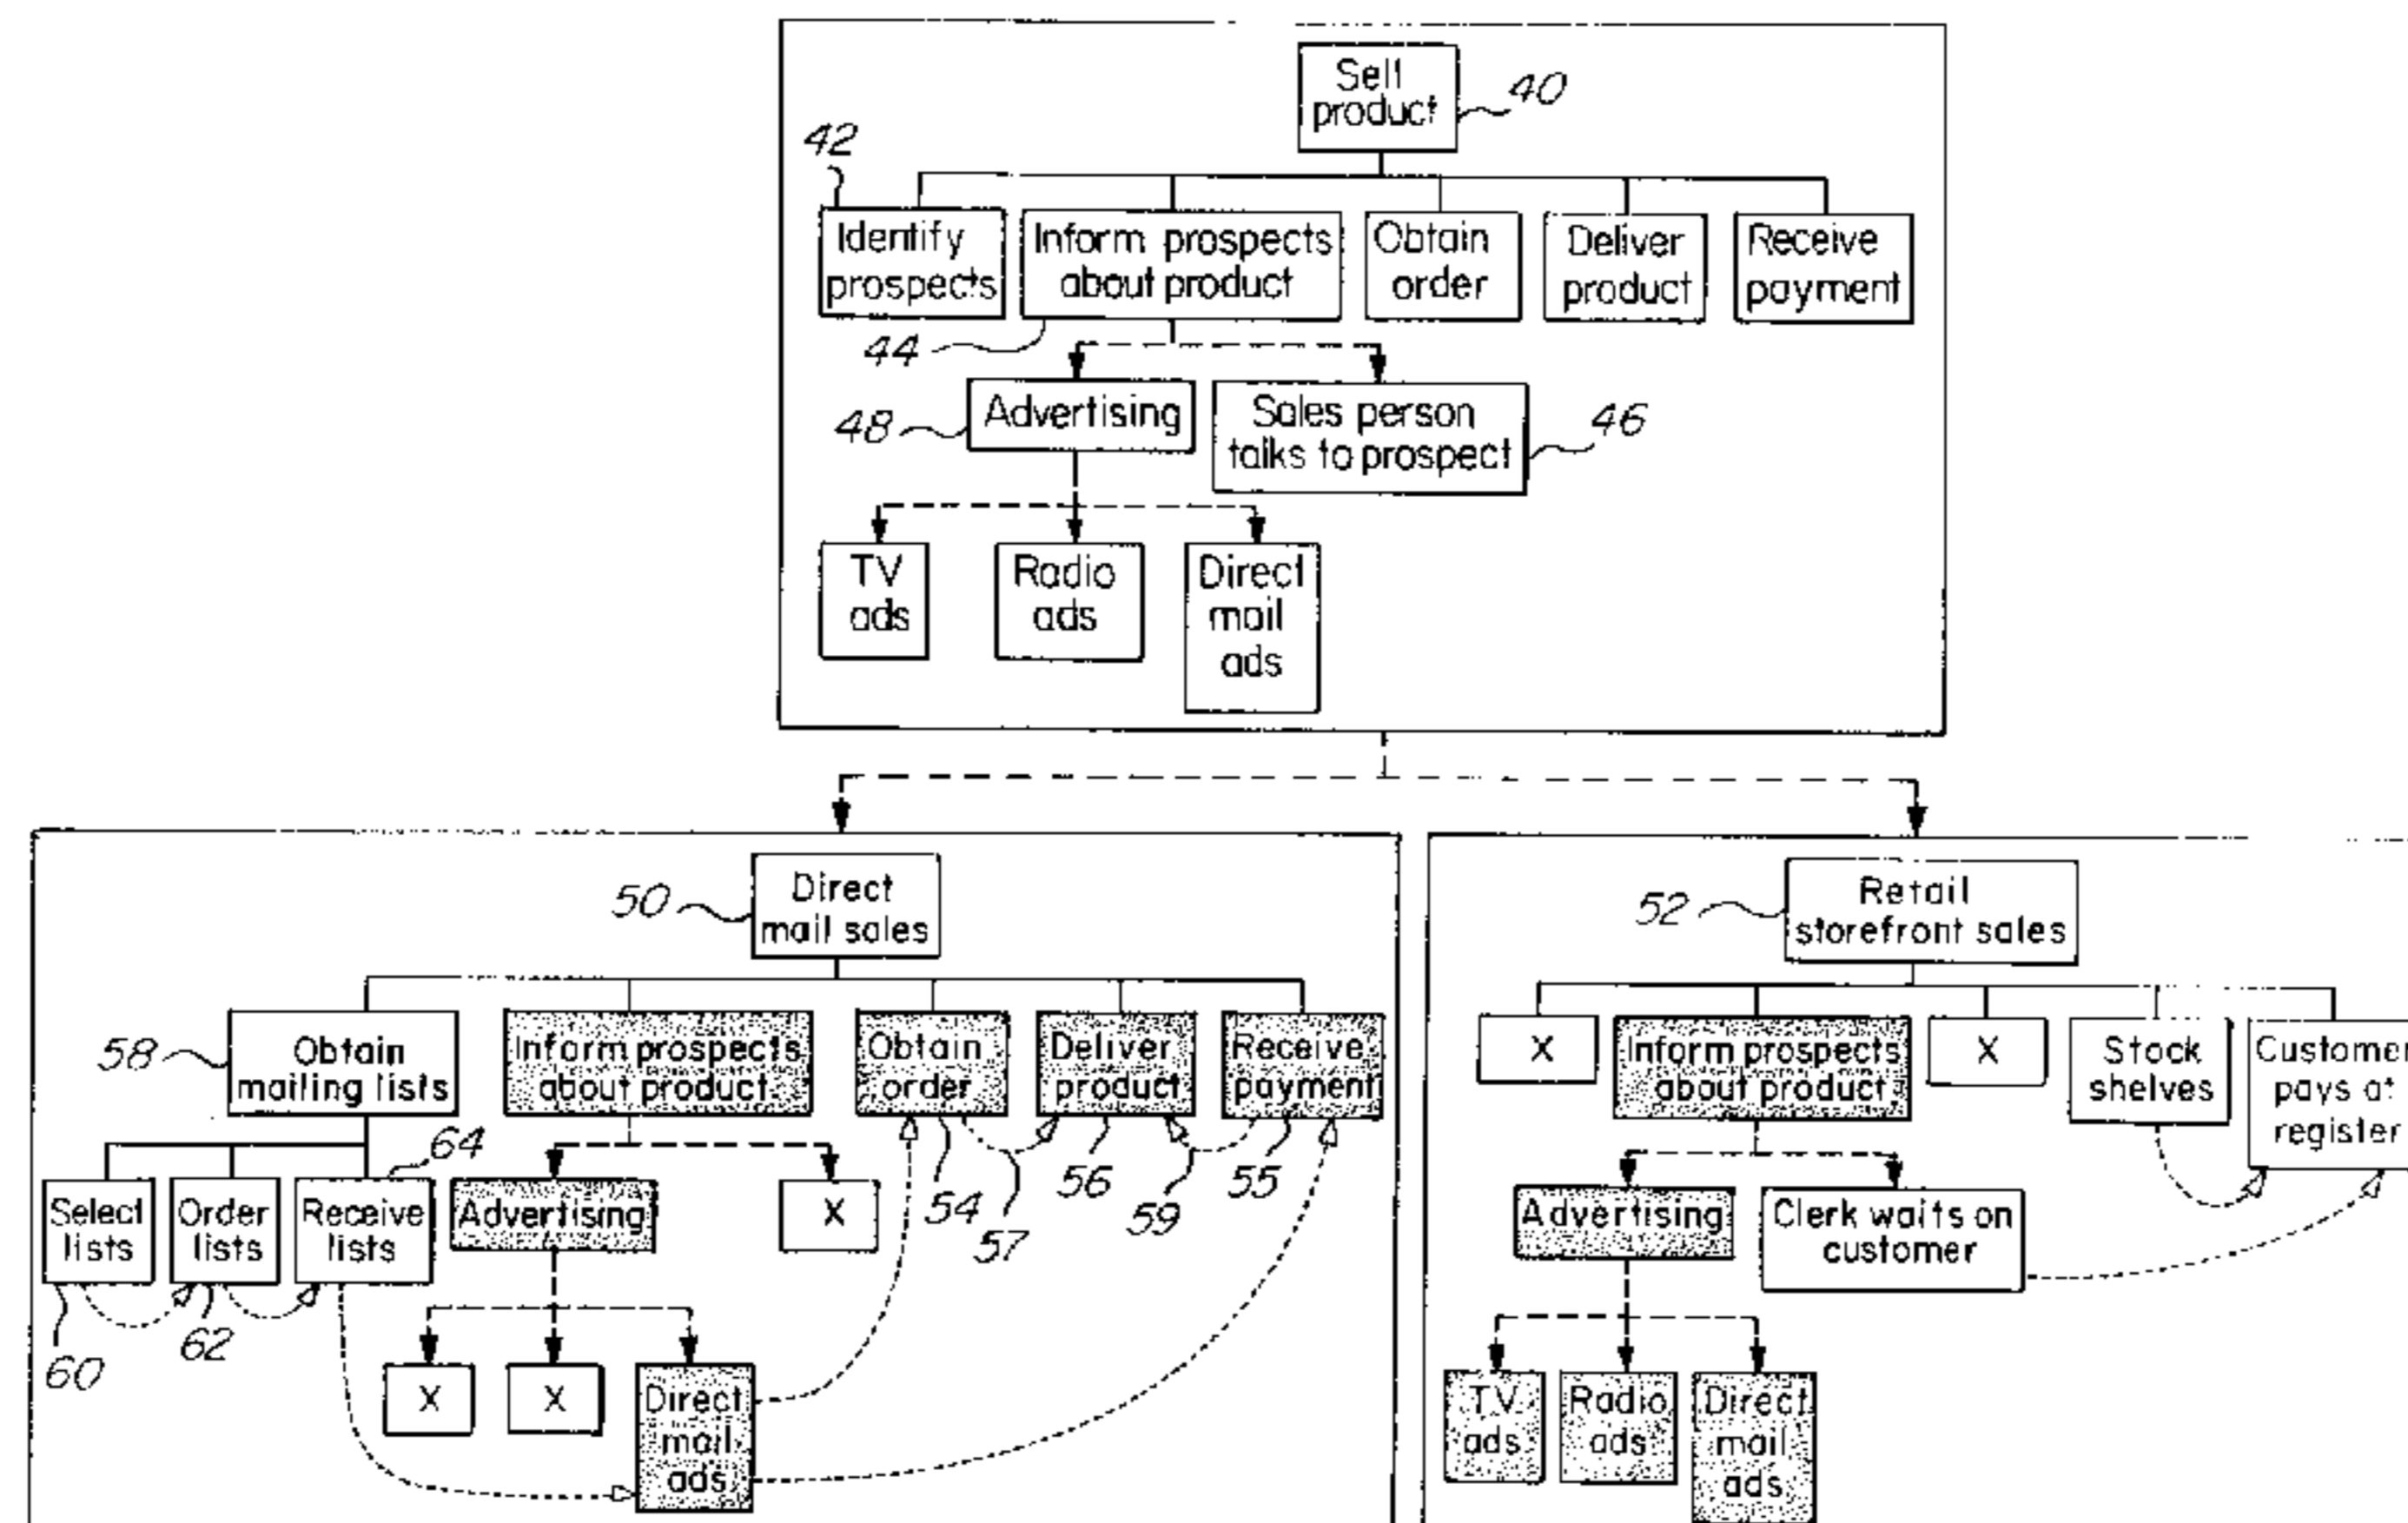 Sell
product
40
42
Identify
prospects
Inform prospects
about product
Obtain
order
Deliver
product
Receive
payment
44
Advertising
48
Sales person
talks to prospect
46
TV
ads
Radio
ads
Direct
mail
ads
Direct
mail sales
50
Obtain
mailing lists
58
Inform prospects
about product
Obtain
order
Deliver
product
Receive
payment
64
54
57
56
59
55
Select
lists
Order
lists
Receive
lists
Advertising
X
60
62
X
X
Direct
mail
ads
Retail
storefront sales
52
X
Inform prospects
about product
X
Stock
shelves
Customer
pays at
register
Advertising
Clerk waits on
customer
TV
ads
Radio
ads
Direct
mail
ads